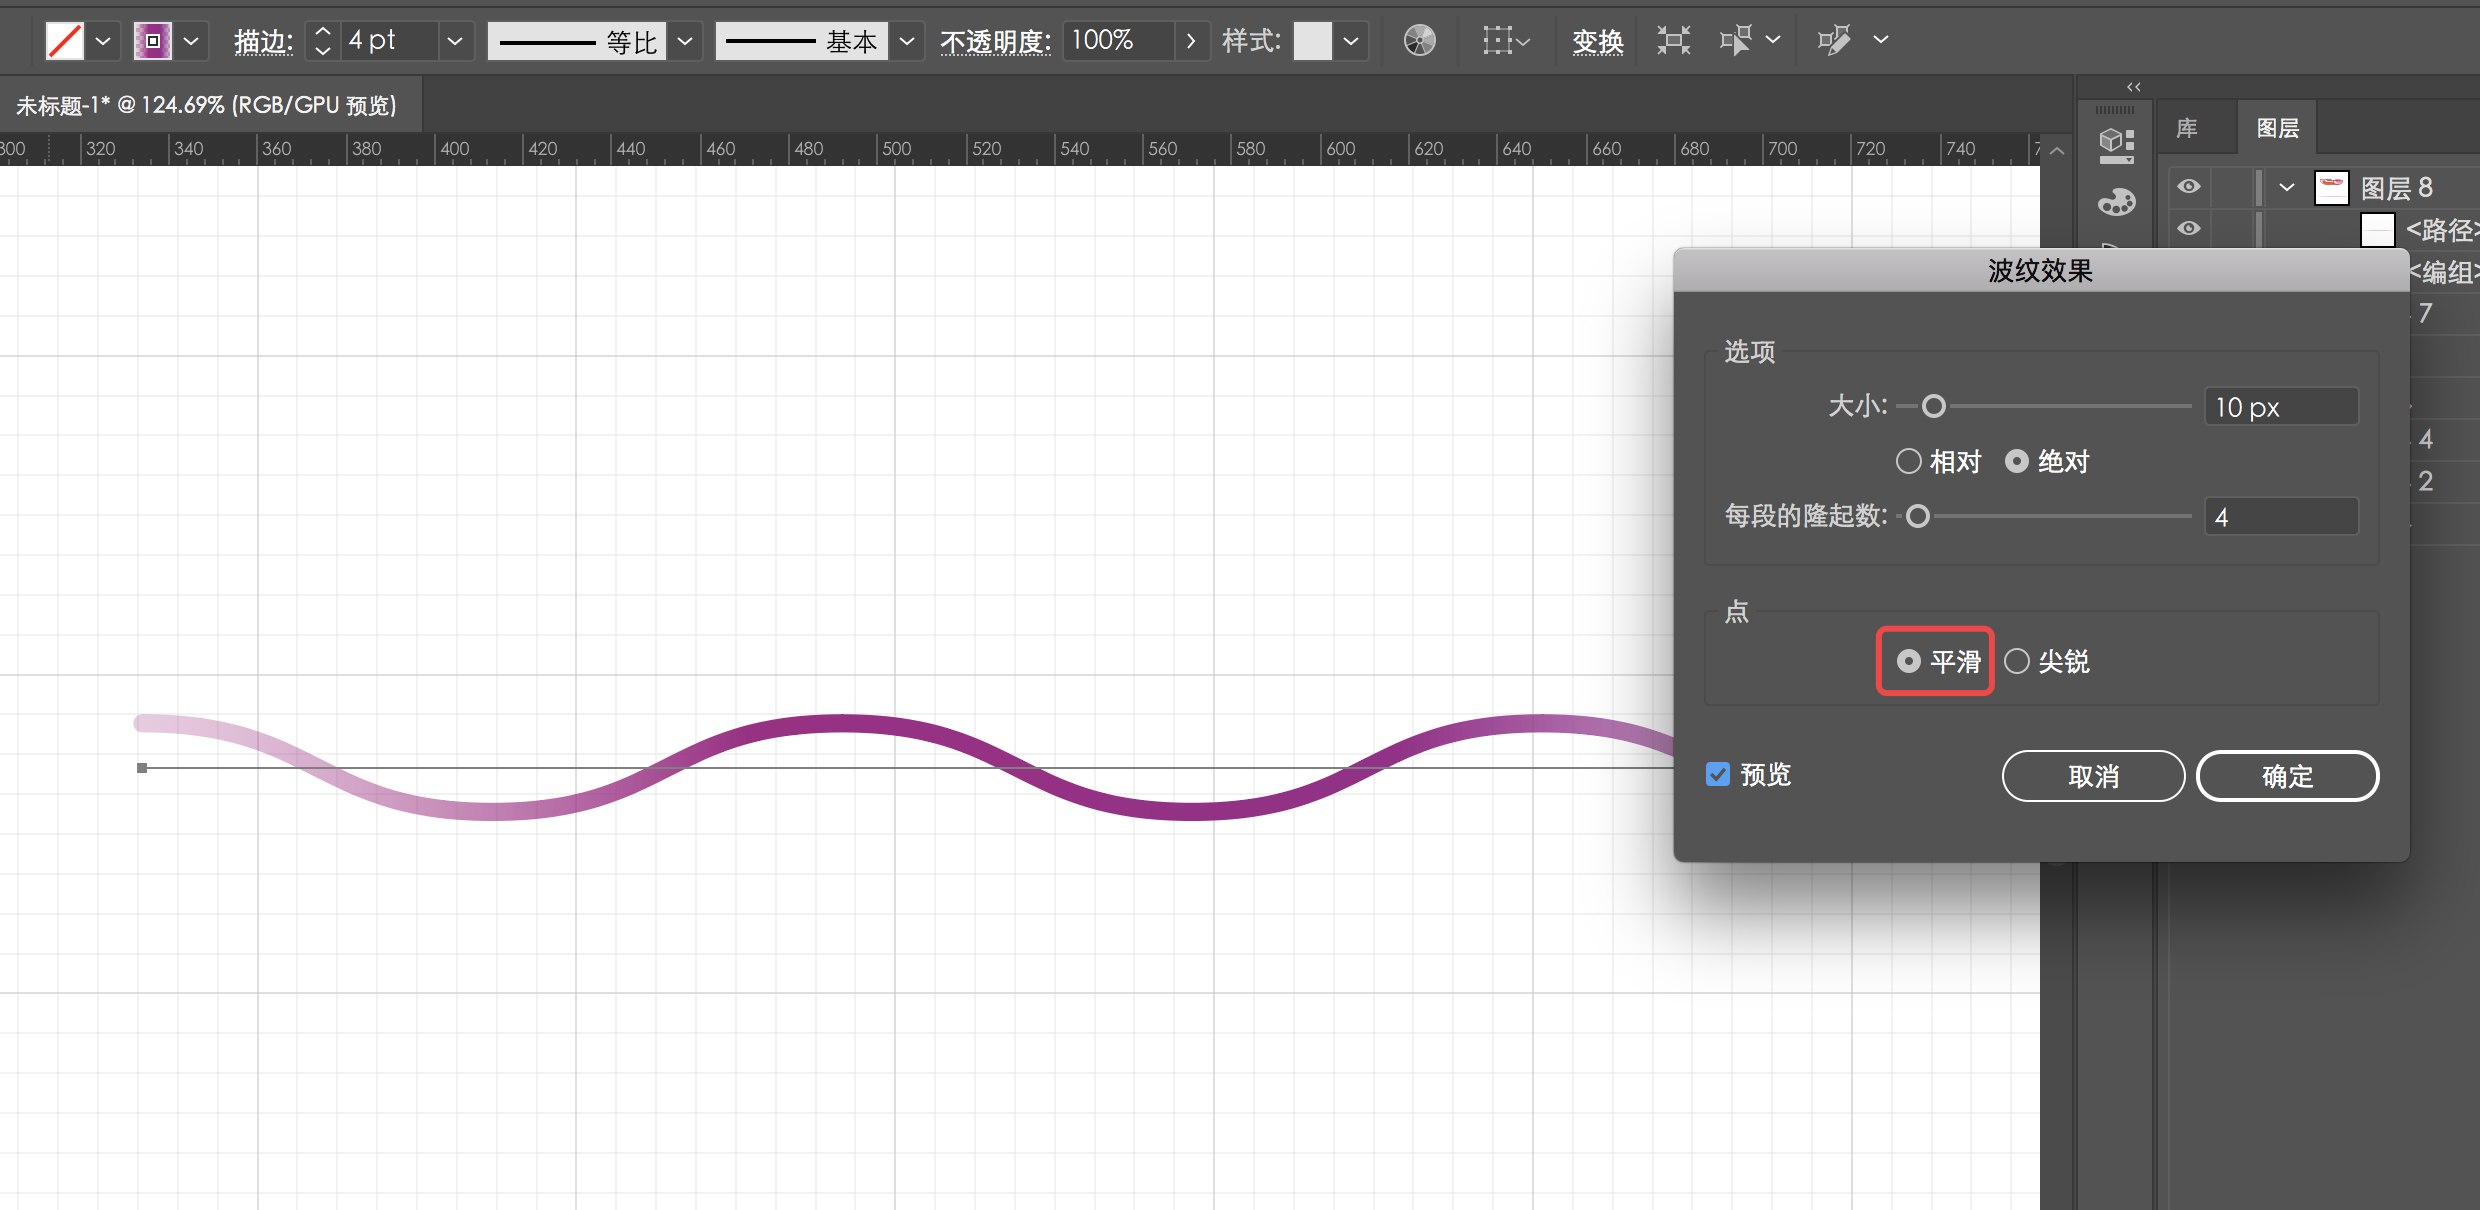 描边: 4 pt 等比 基本 不透明度: 100% 样式: 变换
未标题-1* @ 124.69% (RGB/GPU 预览)
300 320 340 360 380 400 420 440 460 480 500 520 540 560 580 600 620 640 660 680 700 720 740 7
库 图层
图层 8
<路径>
<编组>
7
4
2
波纹效果
选项
大小: 10 px
相对 绝对
每段的隆起数: 4
点
平滑 尖锐
预览 取消 确定